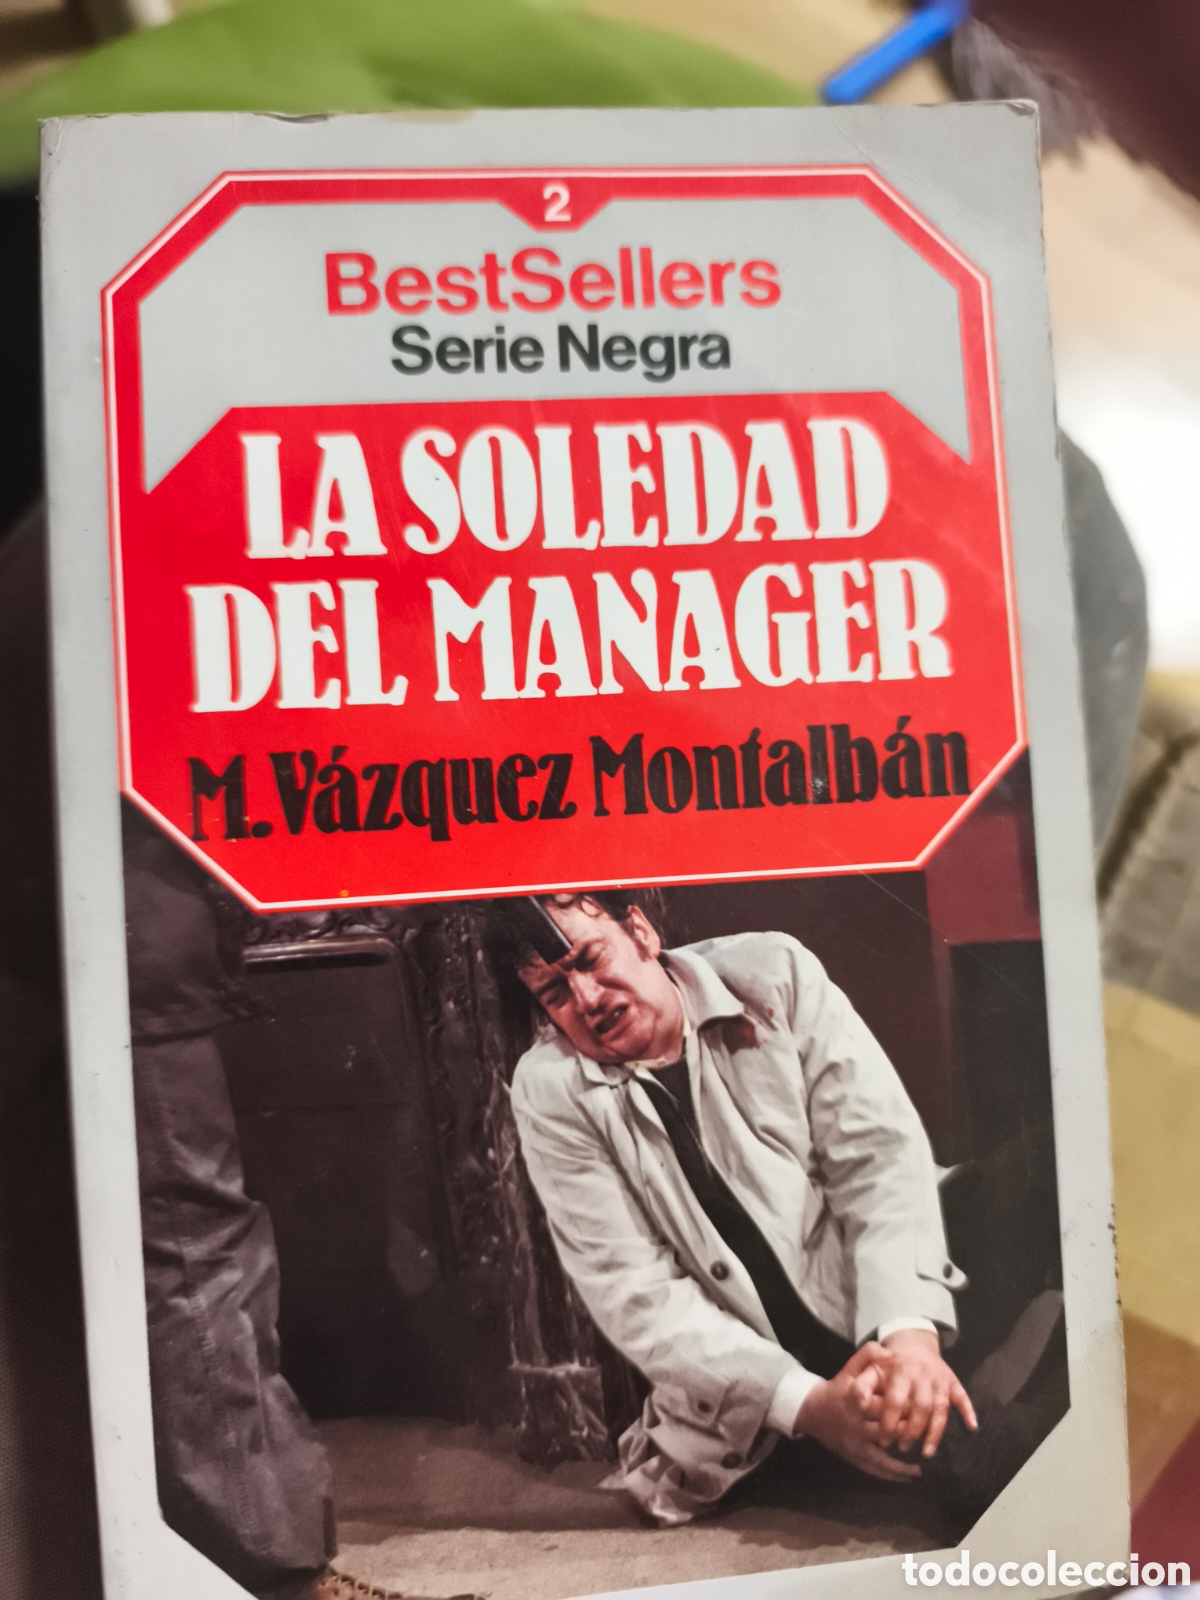 2
BestSellers
Serie Negra
LA SOLEDAD
DEL MANAGER
M. Vázquez Montalbán
todocoleccion